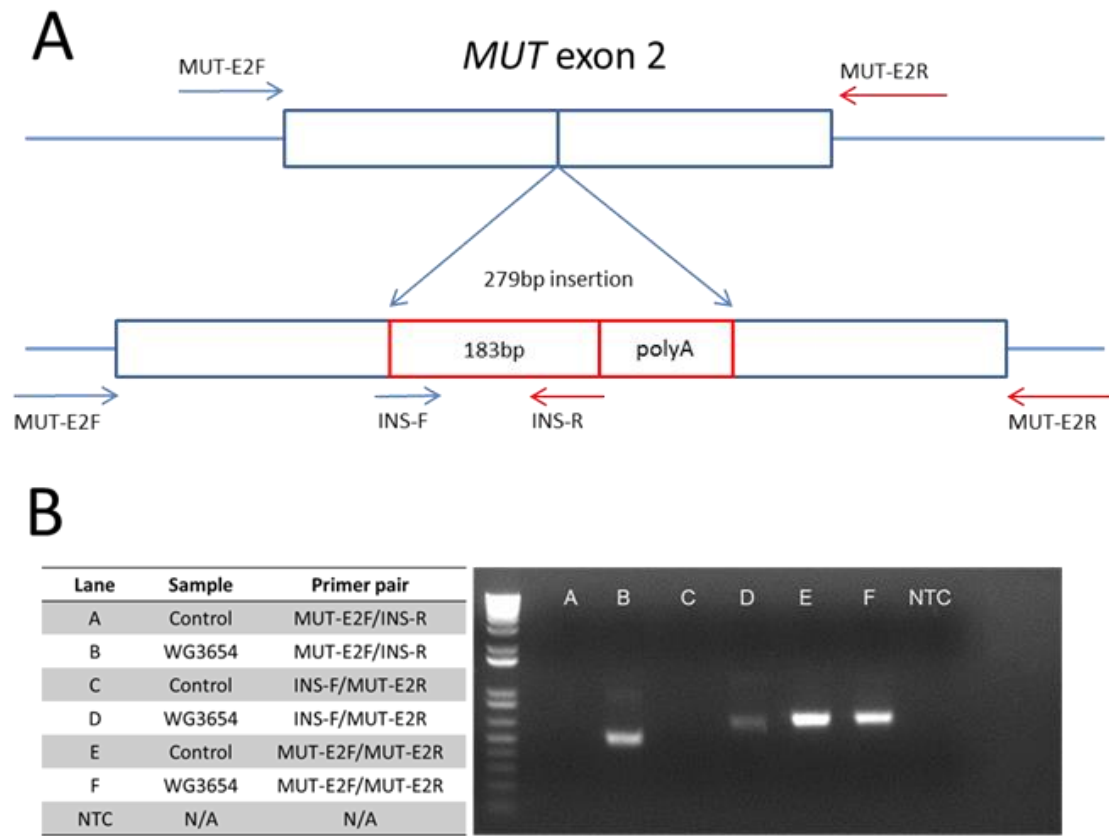 A
MUT exon 2
MUT-E2F
MUT-E2R
279bp insertion
183bp
polyA
MUT-E2F
INS-F
INS-R
MUT-E2R
B
Lane Sample Primer pair
A Control MUT-E2F/INS-R
B WG3654 MUT-E2F/INS-R
C Control INS-F/MUT-E2R
D WG3654 INS-F/MUT-E2R
E Control MUT-E2F/MUT-E2R
F WG3654 MUT-E2F/MUT-E2R
NTC N/A N/A
A B C D E F NTC